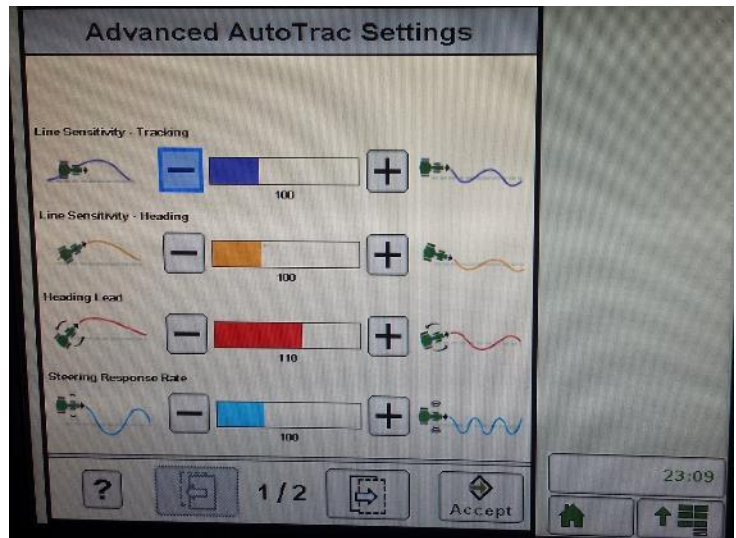 Advanced AutoTrac Settings
Line Sensitivity - Tracking
100
Line Sensitivity - Heading
100
Heading Lead
110
Steering Response Rate
100
?
1/2
Accept
23:09